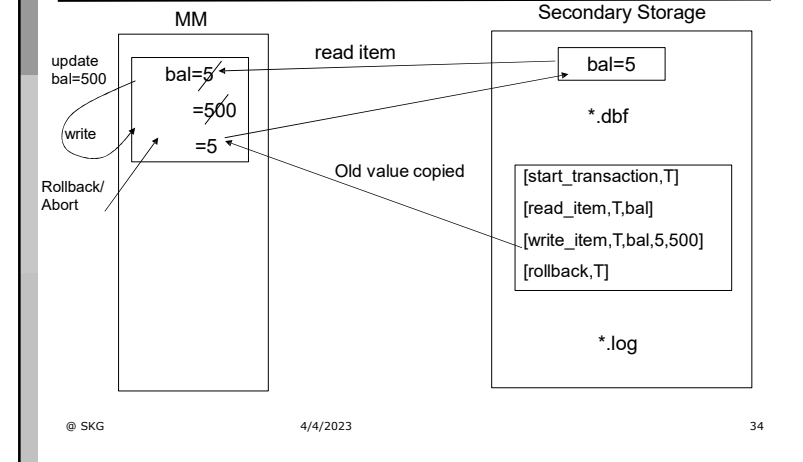 MM
Secondary Storage
update
bal=500
write
Rollback/
Abort
bal=5
=500
=5
read item
Old value copied
bal=5
*.dbf
[start_transaction,T]
[read_item,T,bal]
[write_item,T,bal,5,500]
[rollback,T]
*.log
@ SKG
4/4/2023
34